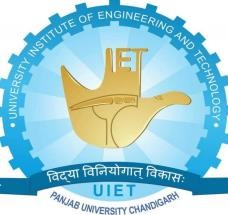 · UNIVERSITY INSTITUTE OF ENGINEERING AND TECHNOLOGY ·
IET
विद्या विनियोगात् विकासः
UIET
PANJAB UNIVERSITY CHANDIGARH